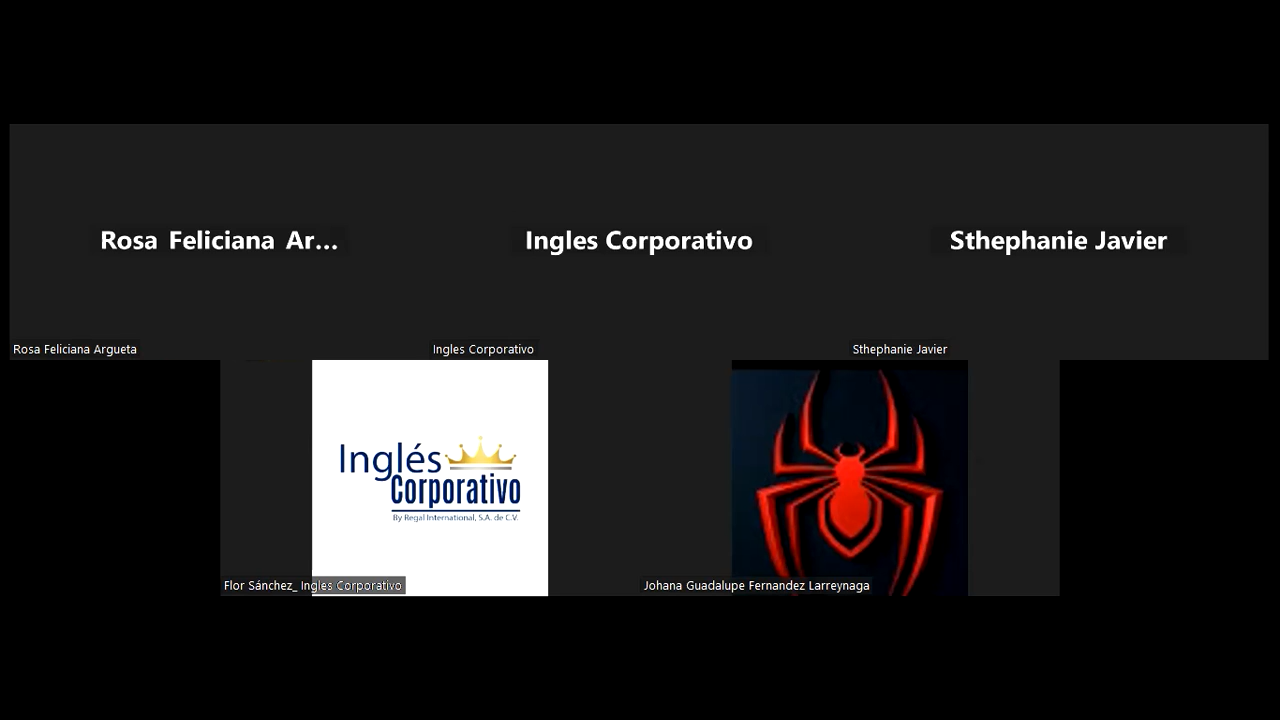 Rosa Feliciana Ar...
Ingles Corporativo
Sthephanie Javier
Rosa Feliciana Argueta
Ingles Corporativo
Sthephanie Javier
Inglés
Corporativo
By Regal International, S.A. de C.V.
Flor Sánchez_ Ingles Corporativo
Johana Guadalupe Fernandez Larreynaga